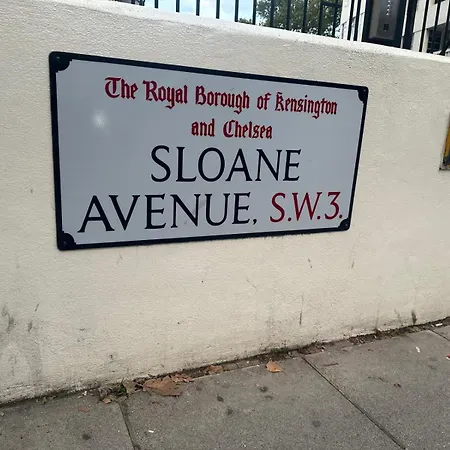 The Royal Borough of Kensington
and Chelsea
SLOANE
AVENUE, S.W.3.